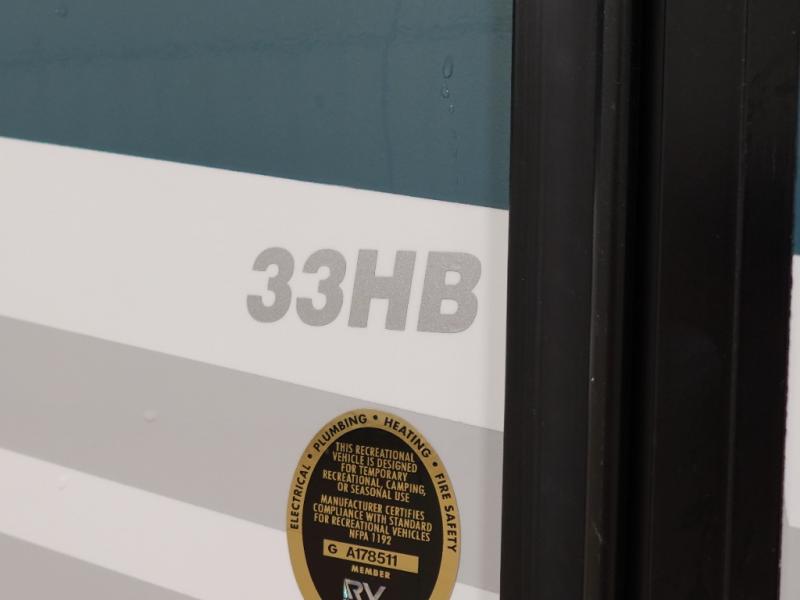 33HB
ELECTRICAL • PLUMBING • HEATING • FIRE SAFETY
THIS RECREATIONAL
VEHICLE IS DESIGNED
FOR TEMPORARY
RECREATIONAL, CAMPING,
OR SEASONAL USE
MANUFACTURER CERTIFIES
COMPLIANCE WITH STANDARD
FOR RECREATIONAL VEHICLES
NFPA 1192
G A178511
MEMBER
RV